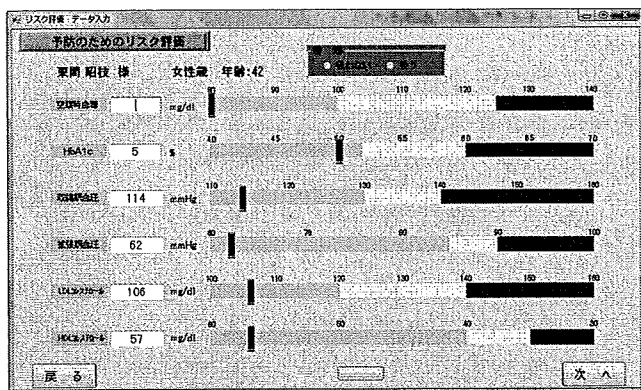 リスク評価 - データ入力
予防のためのリスク評価
様 女性 歳 年齢:42
空腹時血糖 mg/dl 80 90 100 110 120 130 140
HbA1c 5 % 4.0 4.5 5.0 5.5 6.0 6.5 7.0
収縮期血圧 114 mmHg 110 120 130 140 150 160
拡張期血圧 62 mmHg 60 70 80 90 100
LDLコレステロール 106 mg/dl 100 110 120 130 140 150 160
HDLコレステロール 57 mg/dl 60 50 40 30
戻る 次へ